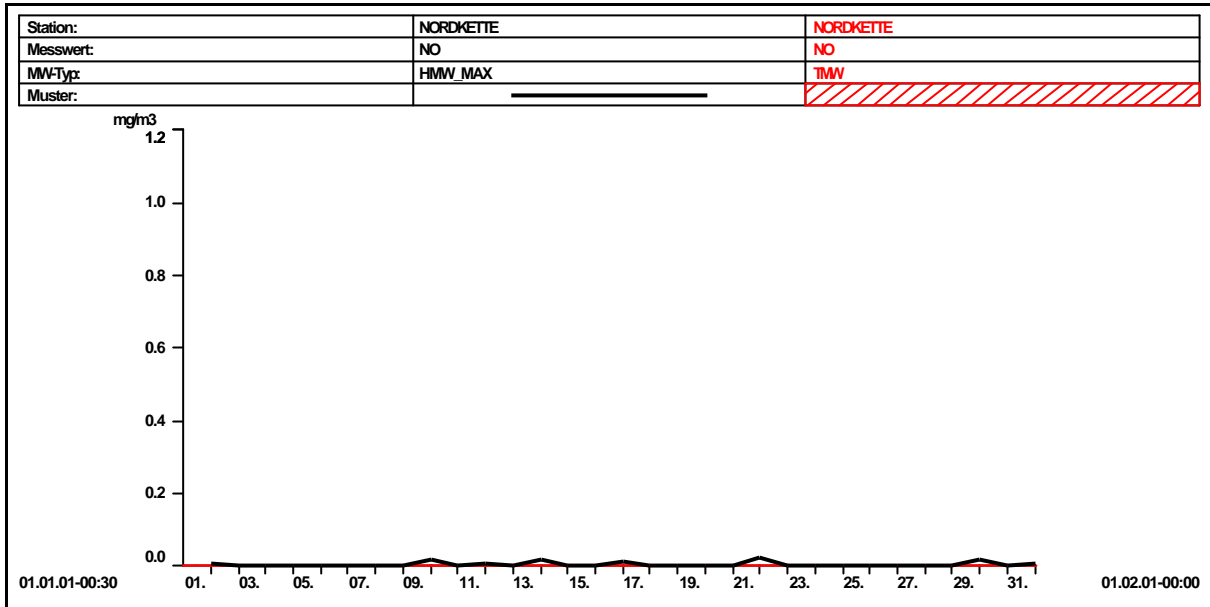 Station: NORDKETTE NORDKETTE
Messwert: NO NO
MW-Typ: HMW_MAX TMW
Muster:
mg/m3
1.2
1.0
0.8
0.6
0.4
0.2
0.0
01.01.01-00:30 01. 03. 05. 07. 09. 11. 13. 15. 17. 19. 21. 23. 25. 27. 29. 31. 01.02.01-00:00